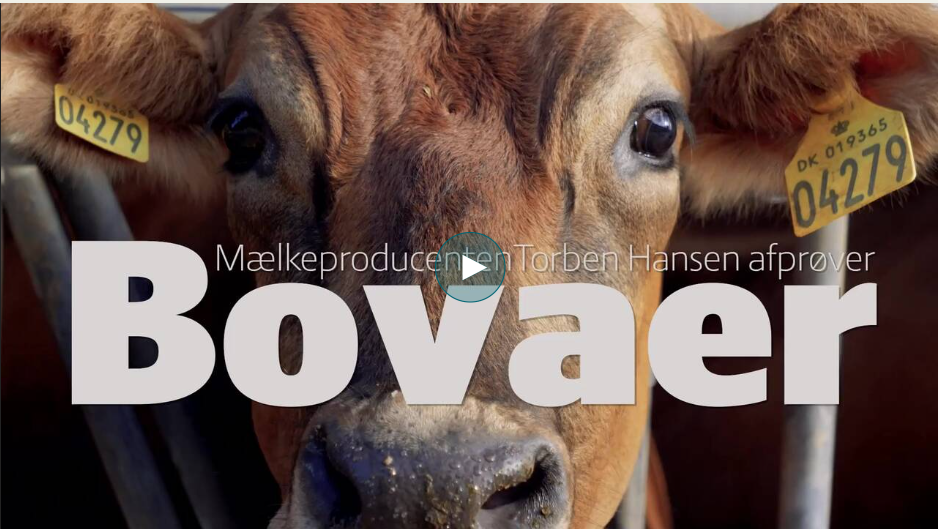 04279
DK 019365
04279
Mælkeproducenten Torben Hansen afprøver
Bovaer